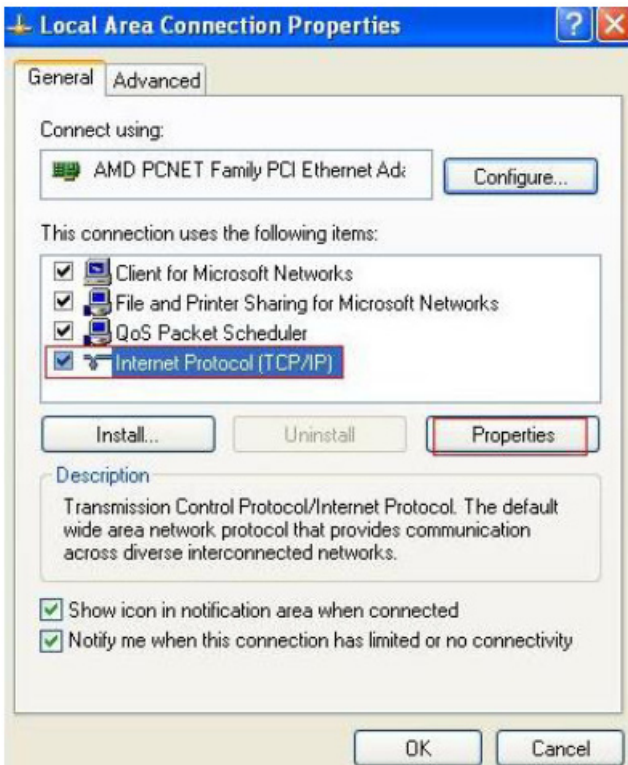 Local Area Connection Properties
General Advanced
Connect using:
AMD PCNET Family PCI Ethernet Ada
Configure...
This connection uses the following items:
Client for Microsoft Networks
File and Printer Sharing for Microsoft Networks
QoS Packet Scheduler
Internet Protocol (TCP/IP)
Install... Uninstall Properties
Description
Transmission Control Protocol/Internet Protocol. The default
wide area network protocol that provides communication
across diverse interconnected networks.
Show icon in notification area when connected
Notify me when this connection has limited or no connectivity
OK Cancel